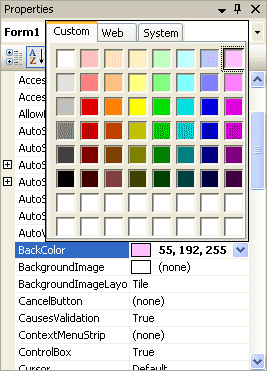 Properties
Form1
Custom
Web
System
Acces
Acces
Acces
Allow
AutoS
AutoS
AutoS
AutoS
AutoS
AutoV
BackColor 55, 192, 255
BackgroundImage (none)
BackgroundImageLayo Tile
CancelButton (none)
CausesValidation True
ContextMenuStrip (none)
ControlBox True
Cursor Default